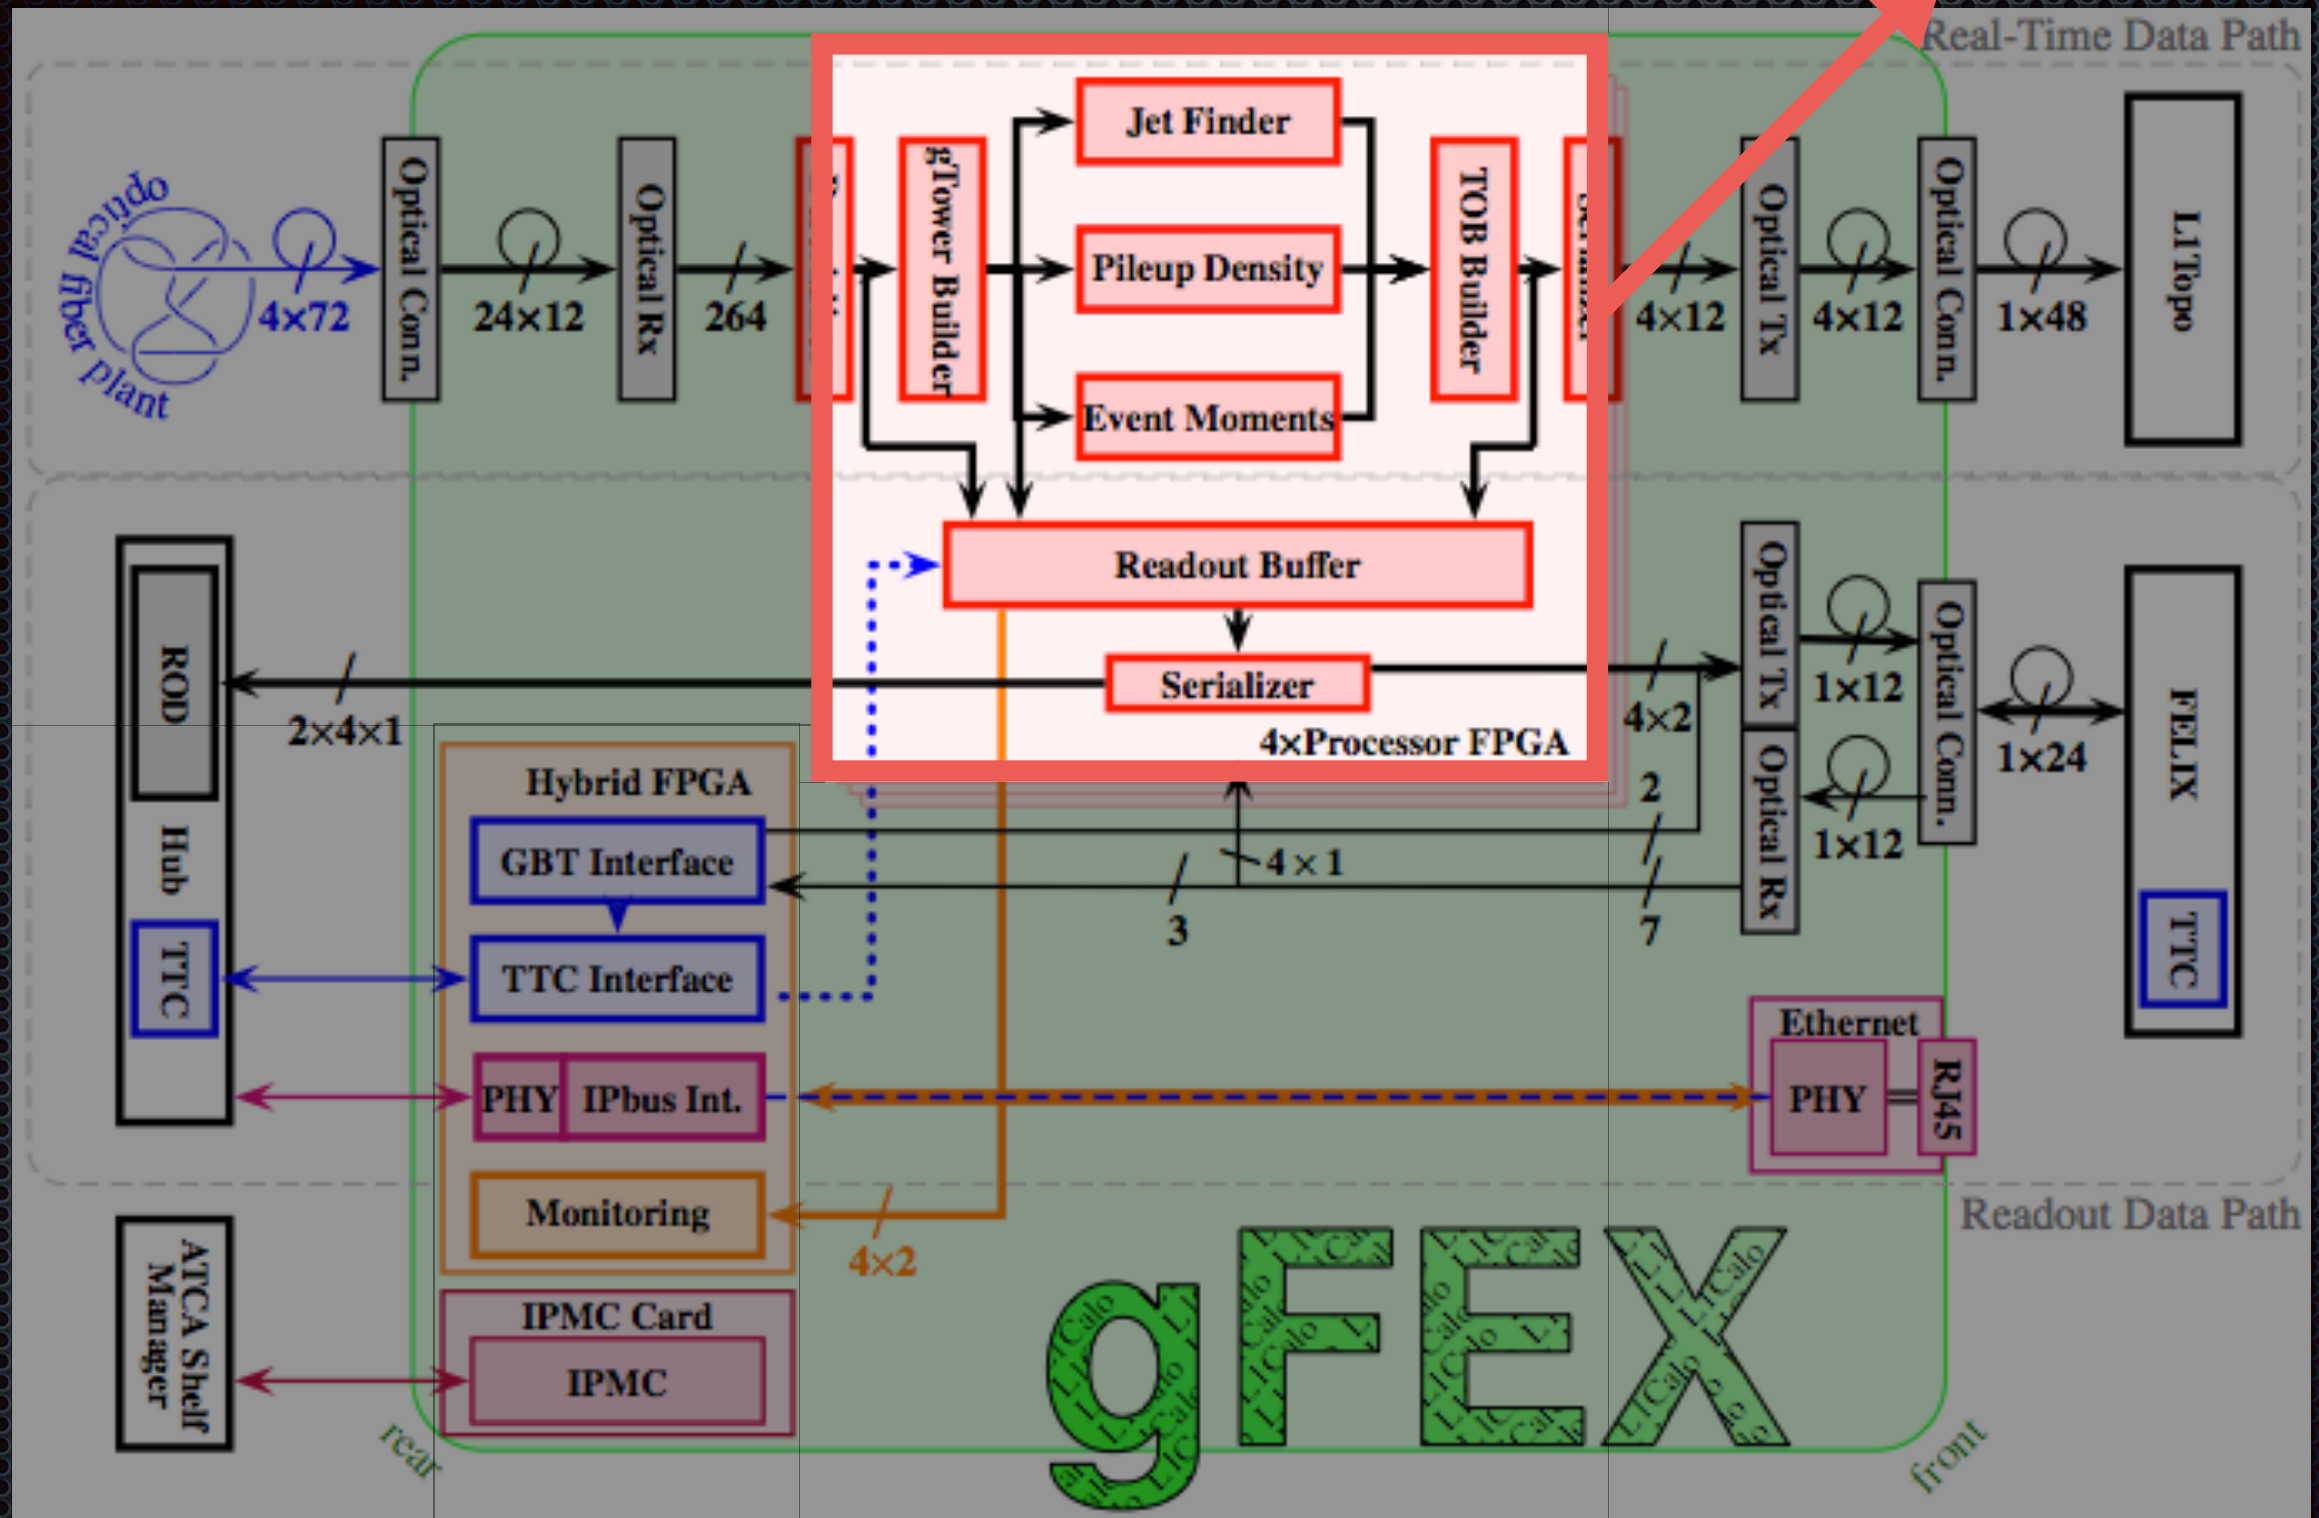 Real-Time Data Path
optical fiber plant
4×72
Optical Conn.
24×12
Optical Rx
264
gTower Builder
Jet Finder
Pileup Density
Event Moments
TOB Builder
4×12
Optical Tx
4×12
Optical Conn.
1×48
L1Topo
Readout Buffer
Serializer
4×Processor FPGA
ROD
Hub
TTC
2×4×1
4×2
Optical Tx
1×12
Optical Conn.
1×24
FELIX
TTC
Optical Rx
1×12
2
7
3
4×1
Hybrid FPGA
GBT Interface
TTC Interface
PHY
IPbus Int.
Monitoring
4×2
Ethernet
PHY
RJ45
Readout Data Path
ATCA Shelf
Manager
IPMC Card
IPMC
rear
front
gFEX